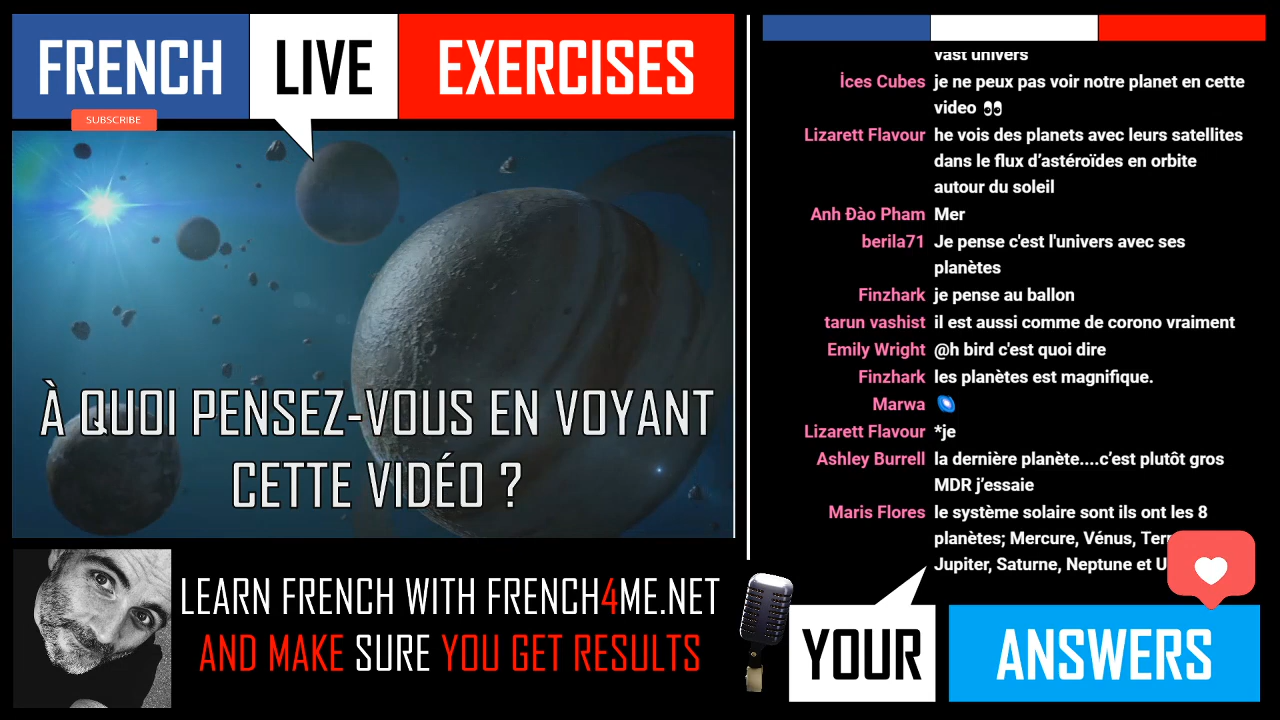 FRENCH LIVE EXERCISES
SUBSCRIBE
À QUOI PENSEZ-VOUS EN VOYANT
CETTE VIDÉO ?
LEARN FRENCH WITH FRENCH4ME.NET
AND MAKE SURE YOU GET RESULTS
vast univers
İces Cubes je ne peux pas voir notre planet en cette
video 👀
Lizarett Flavour he vois des planets avec leurs satellites
dans le flux d’astéroïdes en orbite
autour du soleil
Anh Đào Pham Mer
berila71 Je pense c'est l'univers avec ses
planètes
Finzhark je pense au ballon
tarun vashist il est aussi comme de corono vraiment
Emily Wright @h bird c'est quoi dire
Finzhark les planètes est magnifique.
Marwa 🌌
Lizarett Flavour *je
Ashley Burrell la dernière planète....c’est plutôt gros
MDR j’essaie
Maris Flores le système solaire sont ils ont les 8
planètes; Mercure, Vénus,
Jupiter, Saturne, Neptune et
YOUR ANSWERS